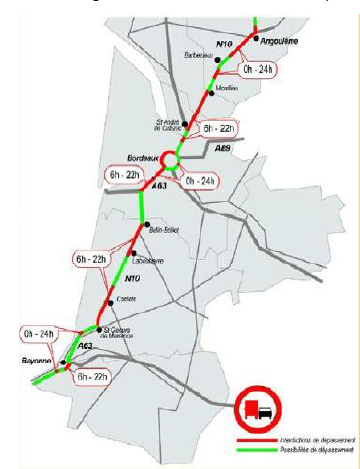 N10
Angoulême
Barbezieux
0h - 24h
Montlieu
St André
de Cubzac
6h - 22h
A89
Bordeaux
6h - 22h
0h - 24h
A63
Belin-Beliet
6h - 22h
Labouheyre
N10
Castets
0h - 24h
St Geours
de Maremne
A63
Bayonne
6h - 22h
Interdictions de dépassement
Possibilités de dépassement